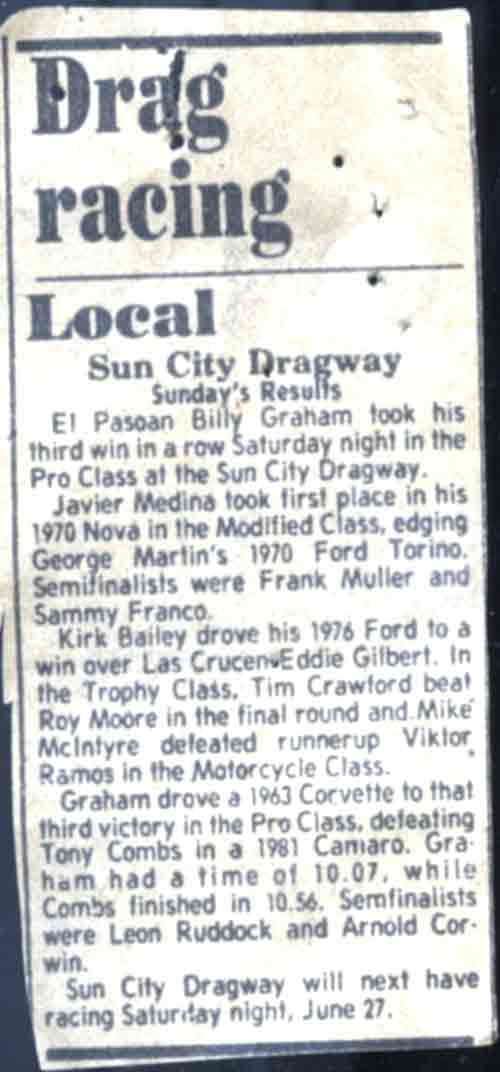 Drag
racing
Local
Sun City Dragway
Sunday's Results
El Pasoan Billy Graham took his
third win in a row Saturday night in the
Pro Class at the Sun City Dragway.
Javier Medina took first place in his
1970 Nova in the Modified Class, edging
George Martin's 1970 Ford Torino.
Semifinalists were Frank Muller and
Sammy Franco.
Kirk Bailey drove his 1976 Ford to a
win over Las Crucen Eddie Gilbert. In
the Trophy Class, Tim Crawford beat
Roy Moore in the final round and Mike
McIntyre defeated runnerup Viktor
Ramos in the Motorcycle Class.
Graham drove a 1963 Corvette to that
third victory in the Pro Class, defeating
Tony Combs in a 1981 Camaro. Gra-
ham had a time of 10.07, while
Combs finished in 10.56. Semfinalists
were Leon Ruddock and Arnold Cor-
win.
Sun City Dragway will next have
racing Saturday night, June 27.